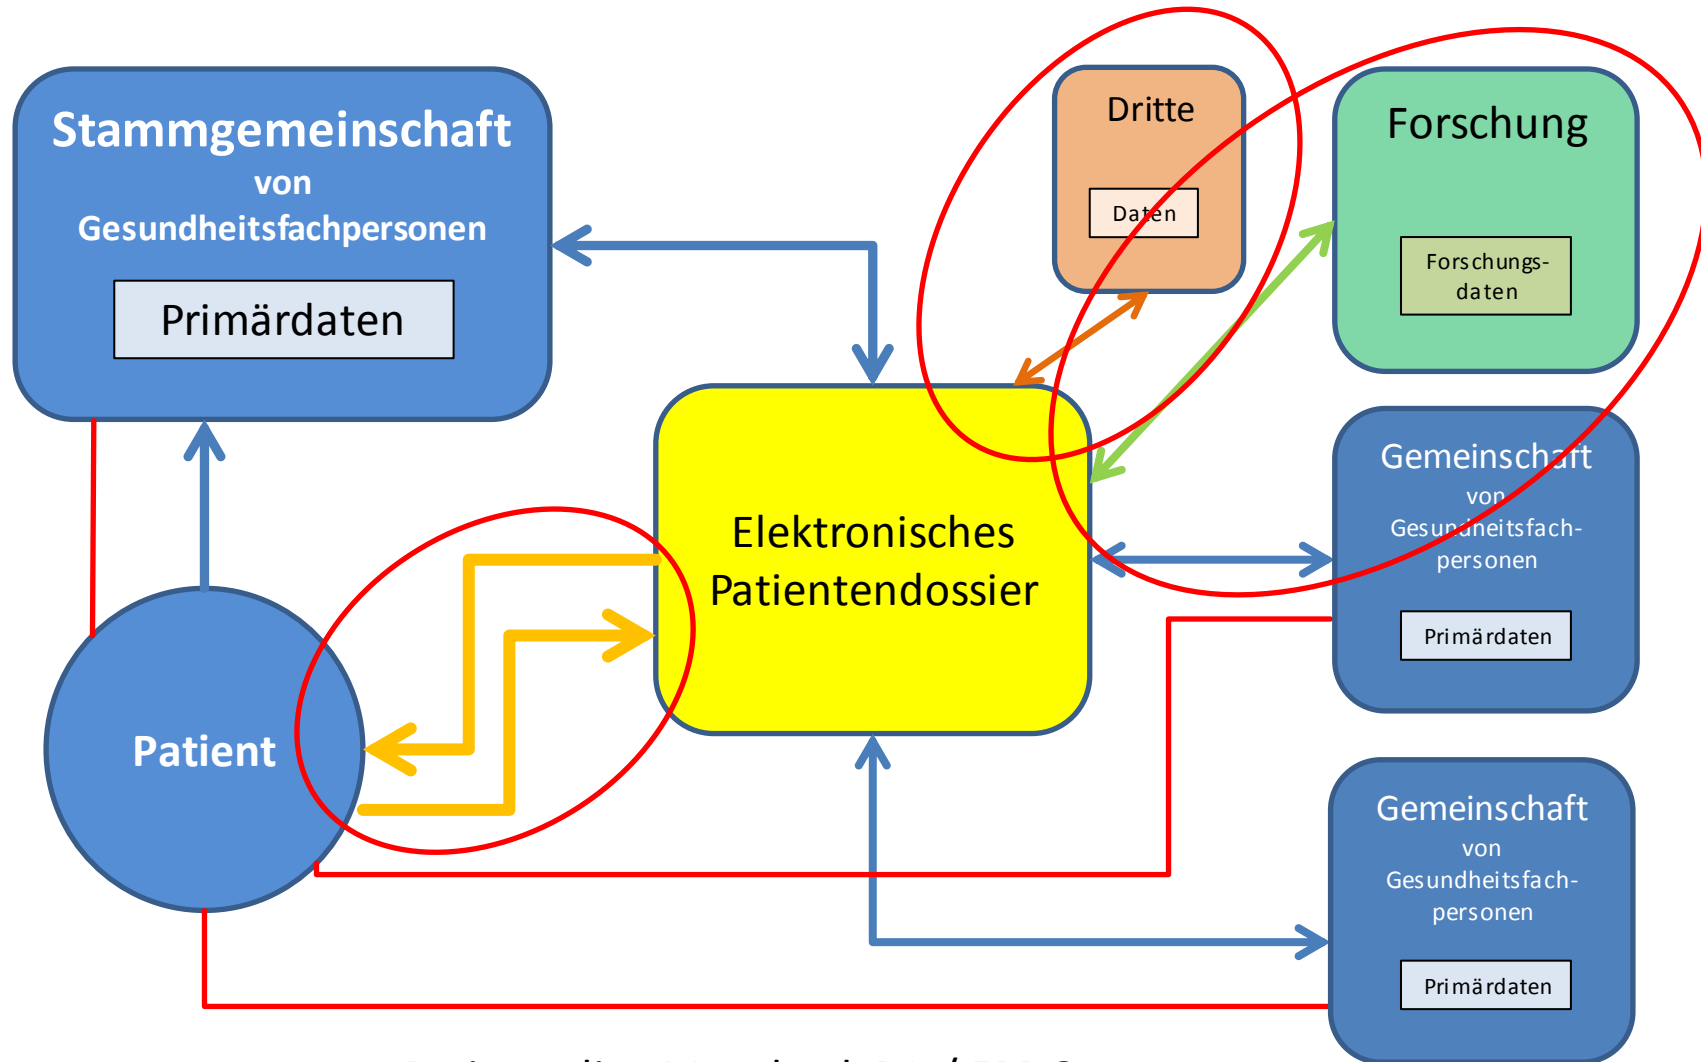 Stammgemeinschaft
von
Gesundheitsfachpersonen
Primärdaten
Dritte
Daten
Forschung
Forschungs-
daten
Elektronisches
Patientendossier
Gemeinschaft
von
Gesundheitsfach-
personen
Primärdaten
Patient
Gemeinschaft
von
Gesundheitsfach-
personen
Primärdaten